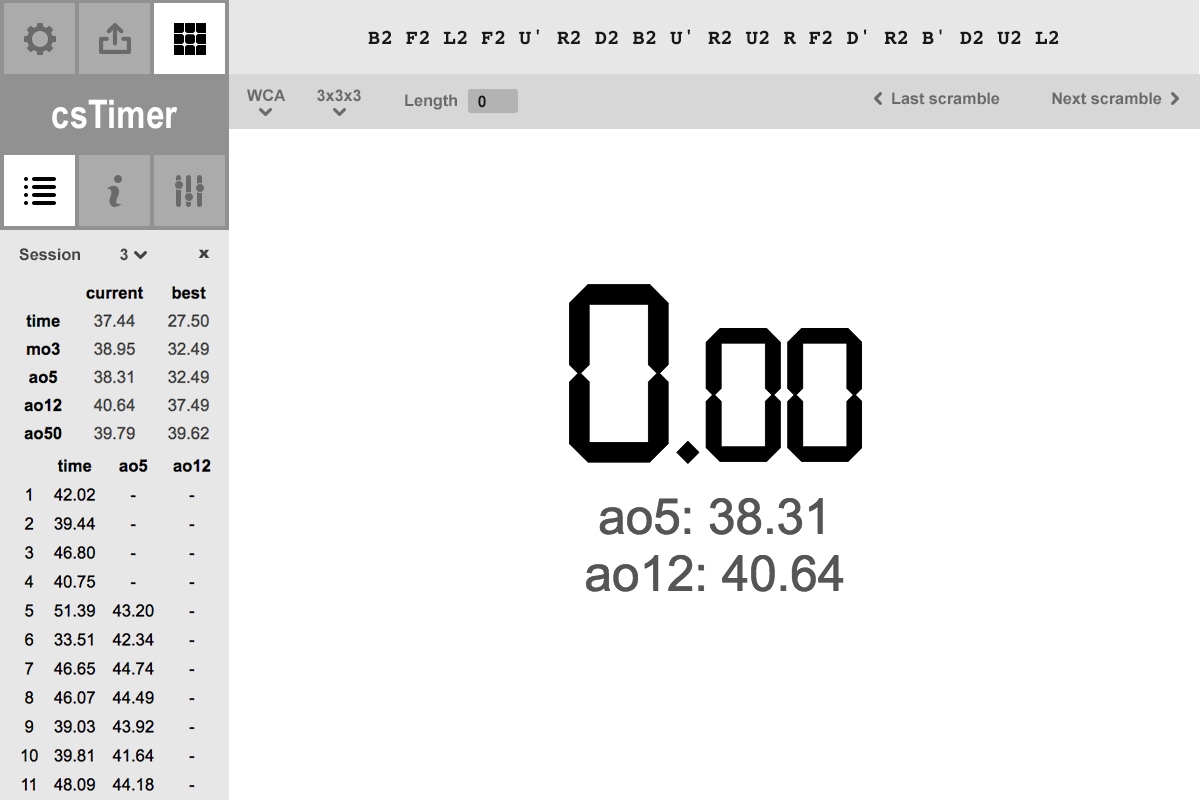 B2 F2 L2 F2 U' R2 D2 B2 U' R2 U2 R F2 D' R2 B' D2 U2 L2
csTimer
WCA 3x3x3 Length 0 Last scramble Next scramble
Session 3 x
current best
time 37.44 27.50
mo3 38.95 32.49
ao5 38.31 32.49
ao12 40.64 37.49
ao50 39.79 39.62
time ao5 ao12
1 42.02 - -
2 39.44 - -
3 46.80 - -
4 40.75 - -
5 51.39 43.20 -
6 33.51 42.34 -
7 46.65 44.74 -
8 46.07 44.49 -
9 39.03 43.92 -
10 39.81 41.64 -
11 48.09 44.18 -
0.00
ao5: 38.31
ao12: 40.64